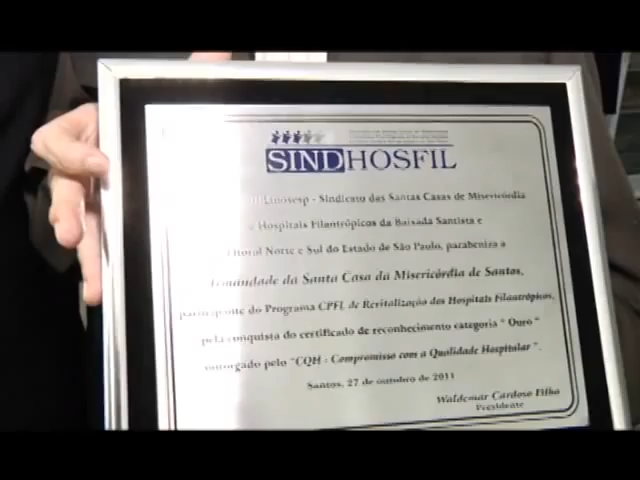 SINDHOSFIL
- Sindicato das Santas Casas de Misericórdia
e Hospitais Filantrópicos da Baixada Santista e
Litoral Norte e Sul do Estado de São Paulo, parabeniza a
Irmandade da Santa Casa da Misericórdia de Santos,
participante do Programa CPFL de Revitalização dos Hospitais Filantrópicos,
pela conquista do certificado de reconhecimento categoria " Ouro "
outorgado pelo "CQH - Compromisso com a Qualidade Hospitalar ".
Santos, 27 de outubro de 2011
Waldemar Cardoso Filho
Presidente